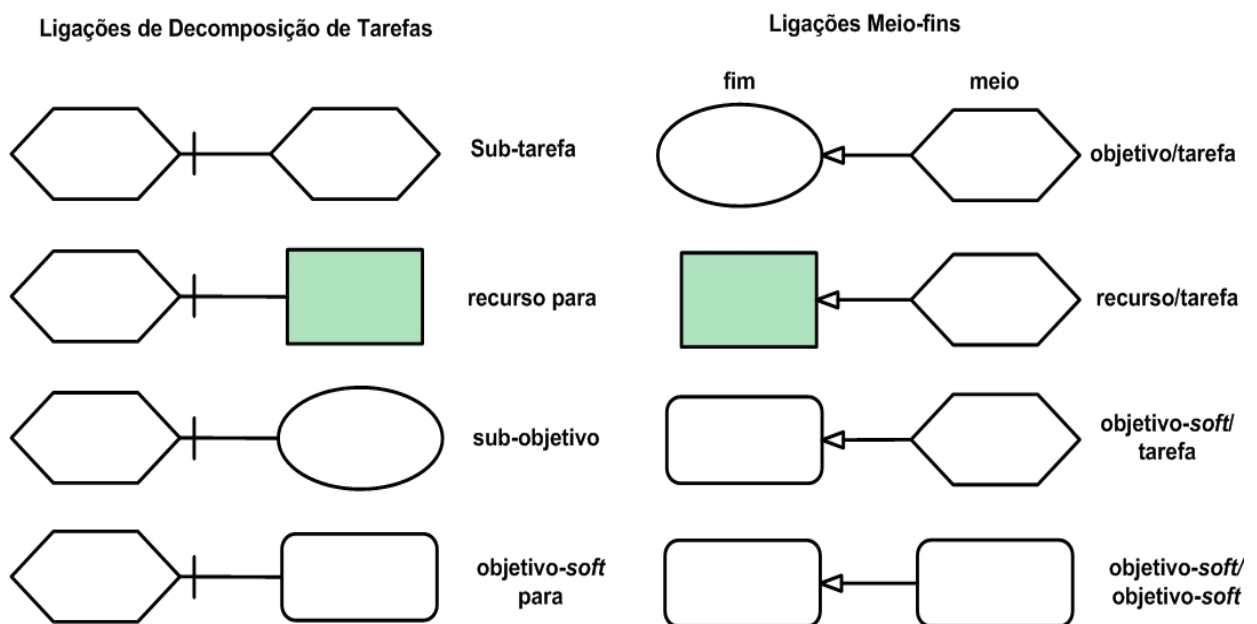 Ligações de Decomposição de Tarefas
Sub-tarefa
recurso para
sub-objetivo
objetivo-soft
para
Ligações Meio-fins
fim meio
objetivo/tarefa
recurso/tarefa
objetivo-soft/
tarefa
objetivo-soft/
objetivo-soft